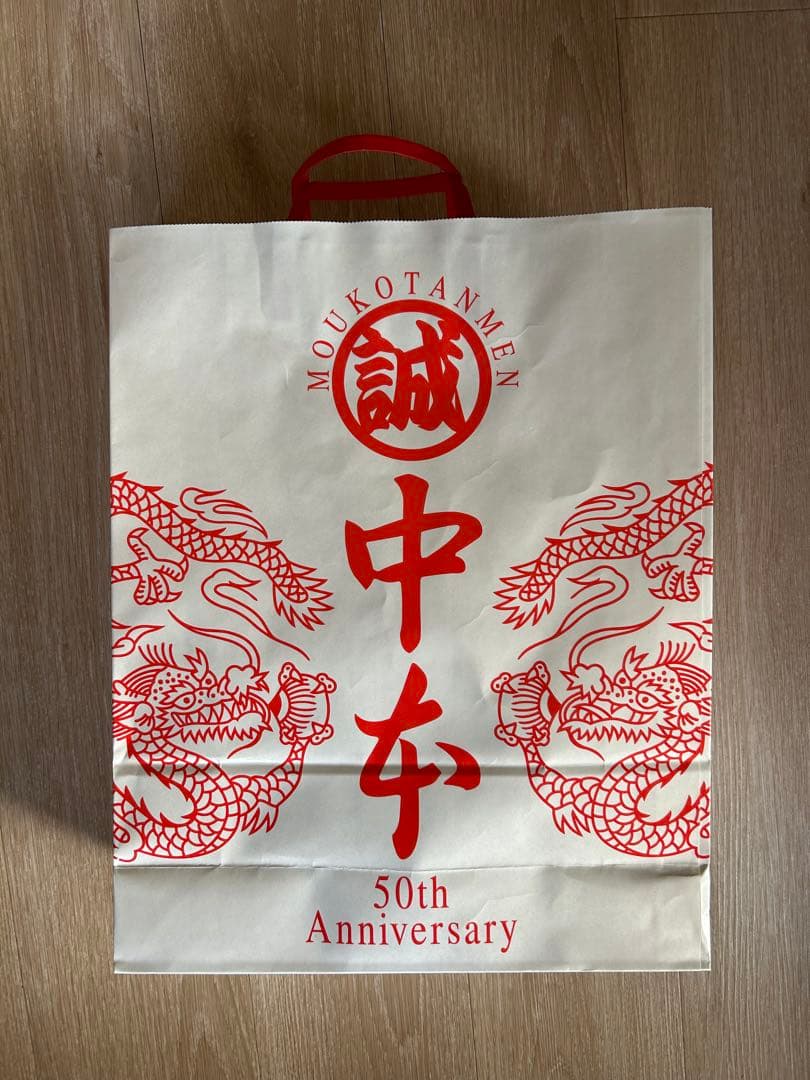 MOUKOTANMEN
誠
中本
50th
Anniversary